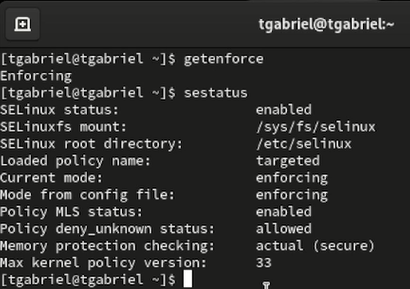 tgabriel@tgabriel:~
[tgabriel@tgabriel ~]$ getenforce
Enforcing
[tgabriel@tgabriel ~]$ sestatus
SELinux status:                 enabled
SELinuxfs mount:                /sys/fs/selinux
SELinux root directory:         /etc/selinux
Loaded policy name:             targeted
Current mode:                   enforcing
Mode from config file:          enforcing
Policy MLS status:              enabled
Policy deny_unknown status:     allowed
Memory protection checking:     actual (secure)
Max kernel policy version:      33
[tgabriel@tgabriel ~]$